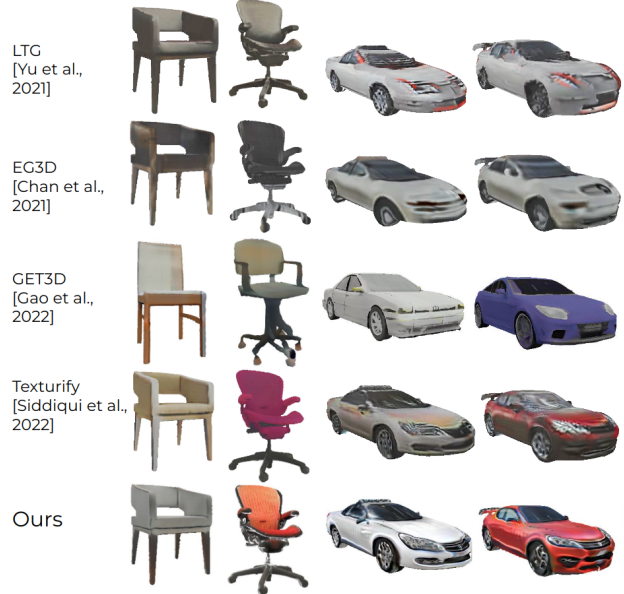 LTG
[Yu et al.,
2021]
EG3D
[Chan et al.,
2021]
GET3D
[Gao et al.,
2022]
Texturify
[Siddiqui et al.,
2022]
Ours